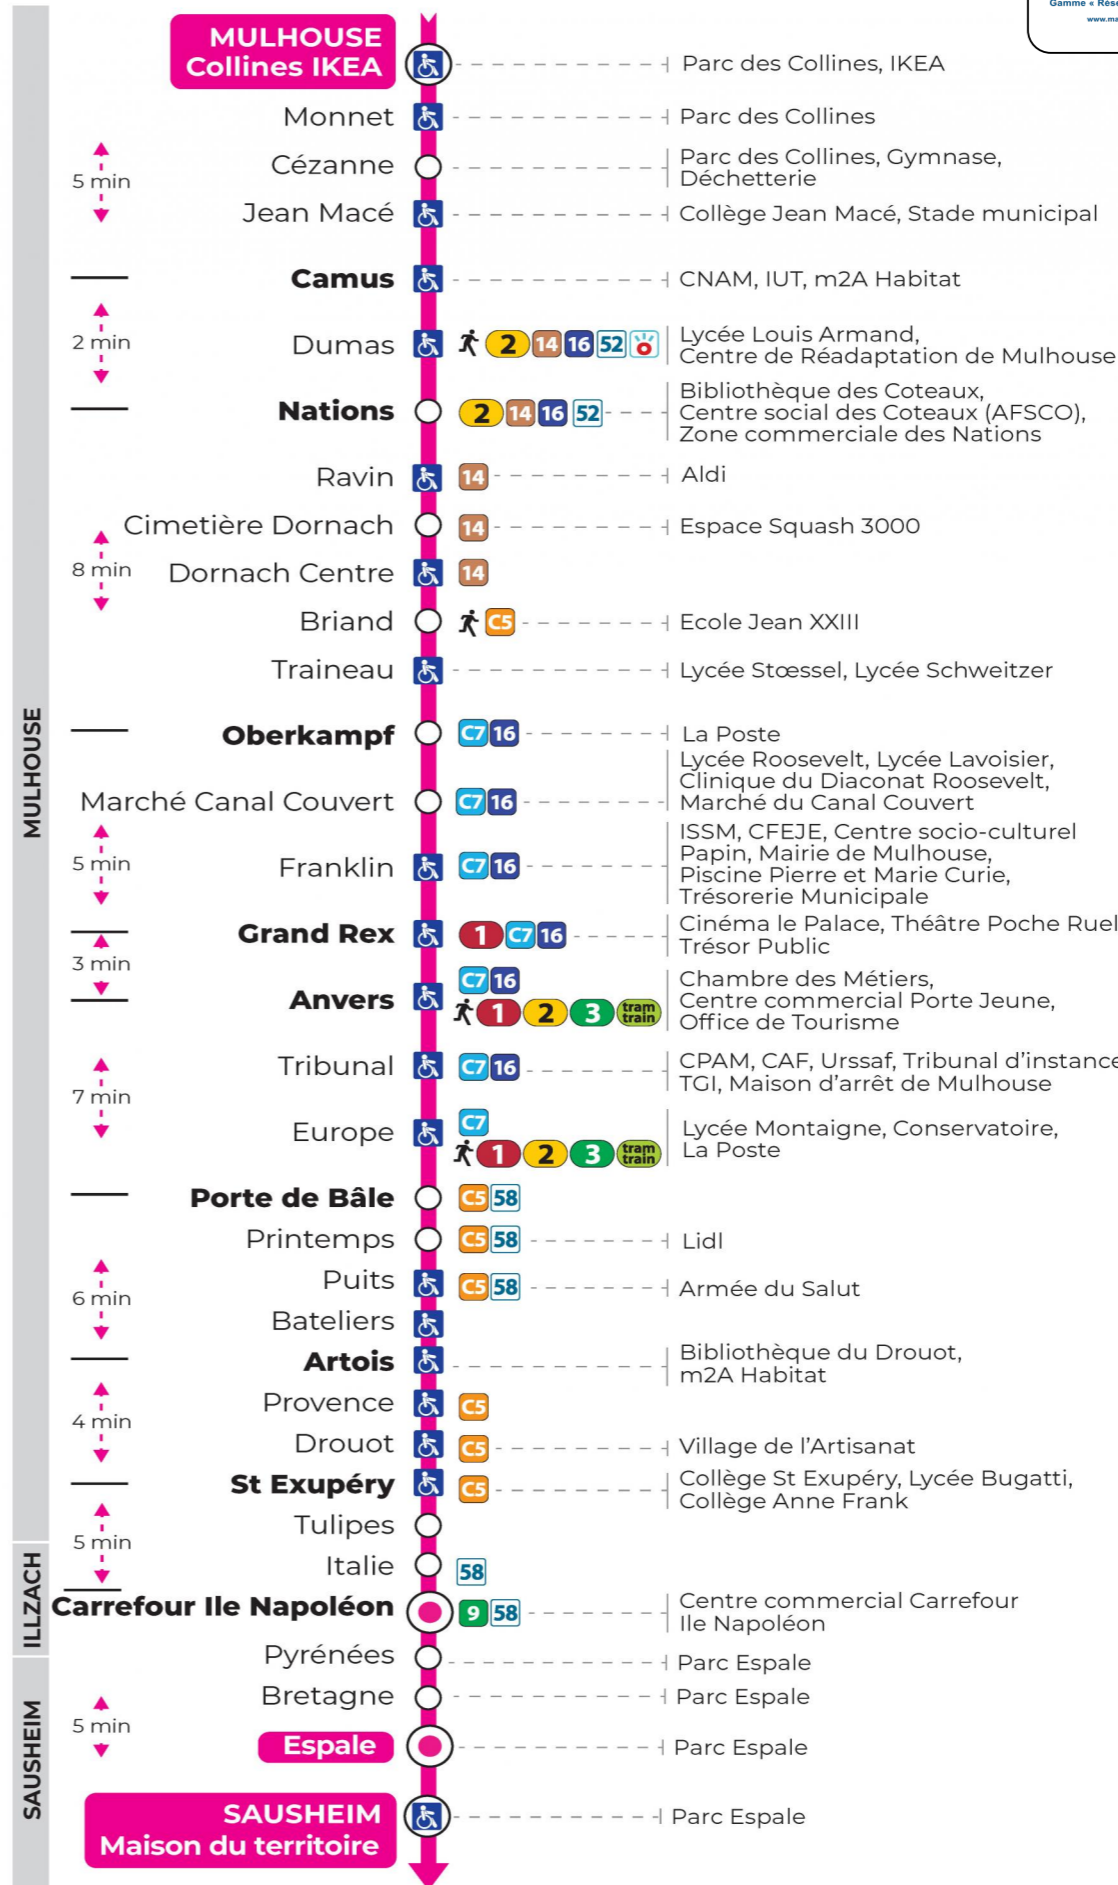 Gamme « Rése
www.ma
MULHOUSE
Collines IKEA
Parc des Collines, IKEA
Monnet
Parc des Collines
5 min
Cézanne
Parc des Collines, Gymnase,
Déchetterie
Jean Macé
Collège Jean Macé, Stade municipal
Camus
CNAM, IUT, m2A Habitat
2 min
Dumas
2 14 16 52
Lycée Louis Armand,
Centre de Réadaptation de Mulhouse
Nations
2 14 16 52
Bibliothèque des Coteaux,
Centre social des Coteaux (AFSCO),
Zone commerciale des Nations
Ravin
14
Aldi
Cimetière Dornach
14
Espace Squash 3000
8 min
Dornach Centre
14
Briand
C5
Ecole Jean XXIII
Traineau
Lycée Stœssel, Lycée Schweitzer
MULHOUSE
Oberkampf
C7 16
La Poste
Marché Canal Couvert
C7 16
Lycée Roosevelt, Lycée Lavoisier,
Clinique du Diaconat Roosevelt,
Marché du Canal Couvert
5 min
Franklin
C7 16
ISSM, CFEJE, Centre socio-culturel
Papin, Mairie de Mulhouse,
Piscine Pierre et Marie Curie,
Trésorerie Municipale
Grand Rex
1 C7 16
Cinéma le Palace, Théâtre Poche Ruel
Trésor Public
3 min
Anvers
C7 16
1 2 3 tram train
Chambre des Métiers,
Centre commercial Porte Jeune,
Office de Tourisme
7 min
Tribunal
C7 16
CPAM, CAF, Urssaf, Tribunal d’instance
TGI, Maison d’arrêt de Mulhouse
Europe
C7
1 2 3 tram train
Lycée Montaigne, Conservatoire,
La Poste
Porte de Bâle
C5 58
Printemps
C5 58
Lidl
6 min
Puits
C5 58
Armée du Salut
Bateliers
Artois
Bibliothèque du Drouot,
m2A Habitat
4 min
Provence
C5
Drouot
C5
Village de l’Artisanat
St Exupéry
C5
Collège St Exupéry, Lycée Bugatti,
Collège Anne Frank
Tulipes
5 min
Italie
58
ILLZACH
Carrefour Ile Napoléon
9 58
Centre commercial Carrefour
Ile Napoléon
Pyrénées
Parc Espale
Bretagne
Parc Espale
5 min
SAUSHEIM
Espale
Parc Espale
SAUSHEIM
Maison du territoire
Parc Espale